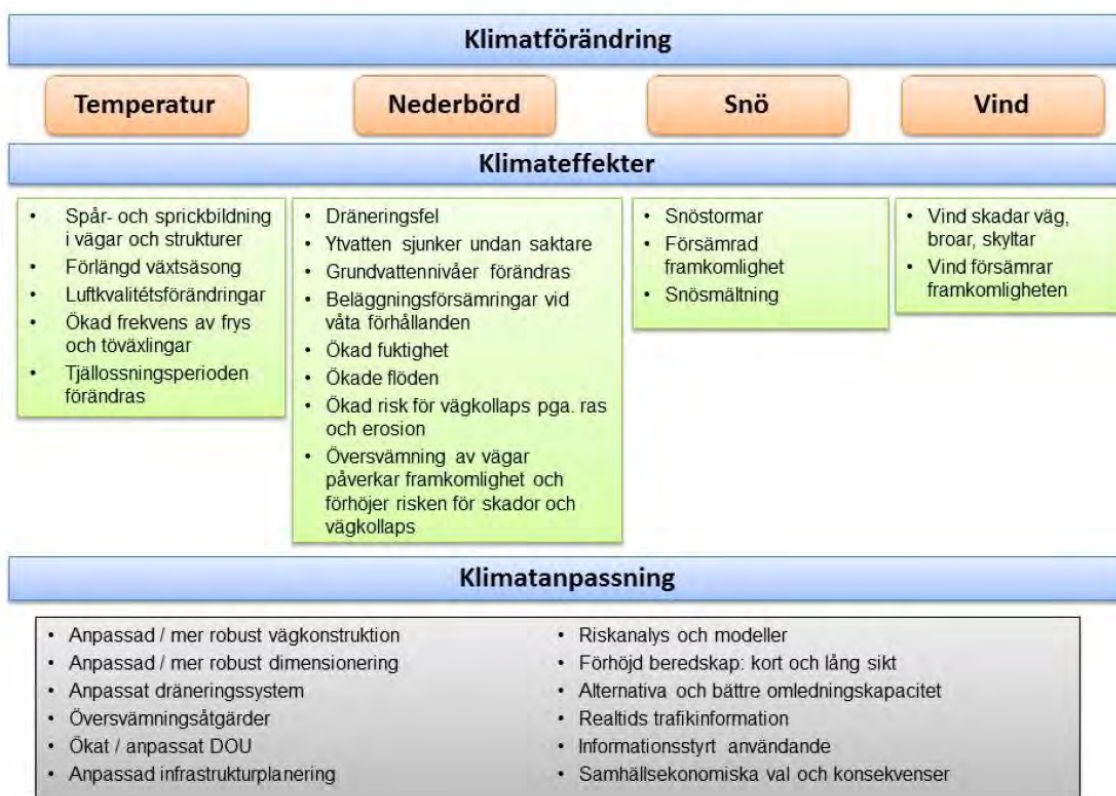 Klimatförändring
Temperatur
Nederbörd
Snö
Vind
Klimateffekter
• Spår- och sprickbildning
i vägar och strukturer
• Förlängd växtsäsong
• Luftkvalitétsförändringar
• Ökad frekvens av frys
och töväxlingar
• Tjällossningsperioden
förändras
• Dräneringsfel
• Ytvatten sjunker undan saktare
• Grundvattennivåer förändras
• Beläggningsförsämringar vid
våta förhållanden
• Ökad fuktighet
• Ökade flöden
• Ökad risk för vägkollaps pga. ras
och erosion
• Översvämning av vägar
påverkar framkomlighet och
förhöjer risken för skador och
vägkollaps
• Snöstormar
• Försämrad
framkomlighet
• Snösmältning
• Vind skadar väg,
broar, skyltar
• Vind försämrar
framkomligheten
Klimatanpassning
• Anpassad / mer robust vägkonstruktion
• Anpassad / mer robust dimensionering
• Anpassat dräneringssystem
• Översvämningsåtgärder
• Ökat / anpassat DOU
• Anpassad infrastrukturplanering
• Riskanalys och modeller
• Förhöjd beredskap: kort och lång sikt
• Alternativa och bättre omledningskapacitet
• Realtids trafikinformation
• Informationsstyrt användande
• Samhällsekonomiska val och konsekvenser